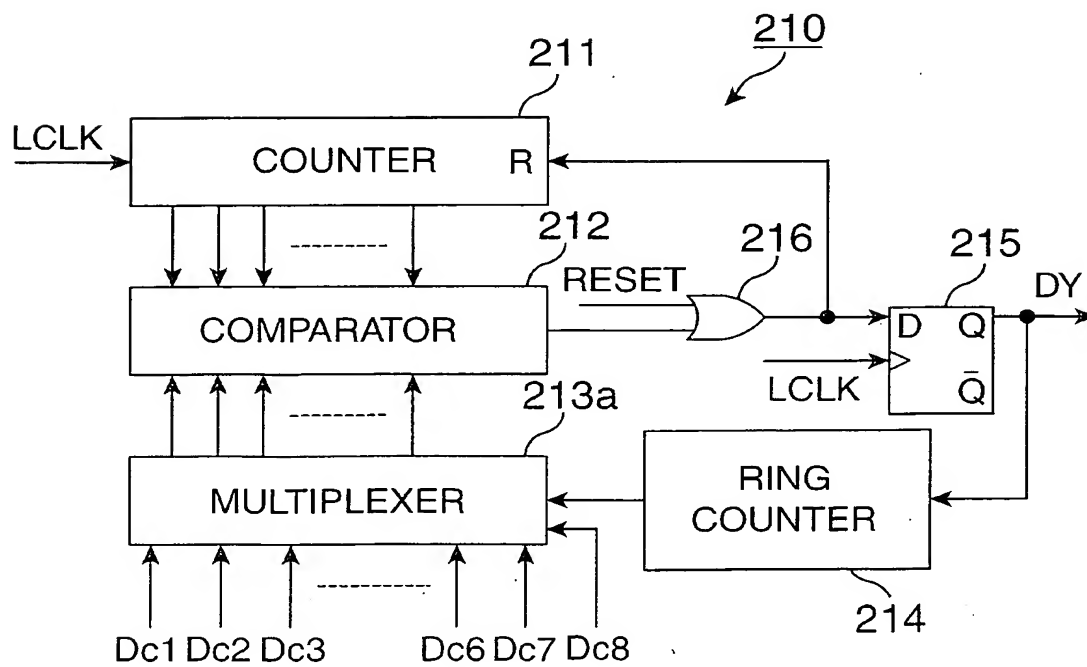 210
211
LCLK
COUNTER
R
212
216
215
RESET
DY
COMPARATOR
D
Q
LCLK
Q̄
213a
MULTIPLEXER
RING
COUNTER
214
Dc1 Dc2 Dc3 Dc6 Dc7 Dc8